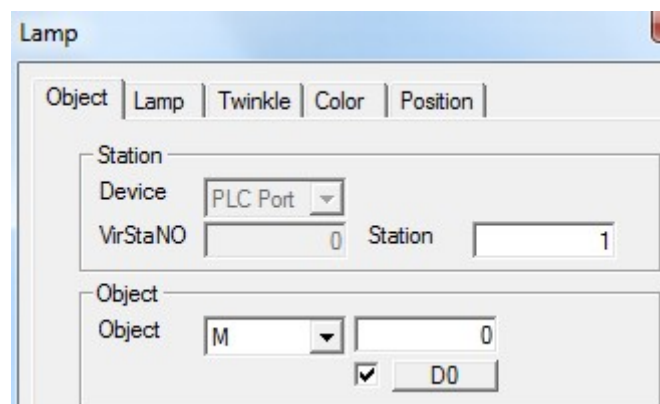 Lamp
Object Lamp Twinkle Color Position
Station
Device PLC Port
VirStaNO 0 Station 1
Object
Object M 0
D0